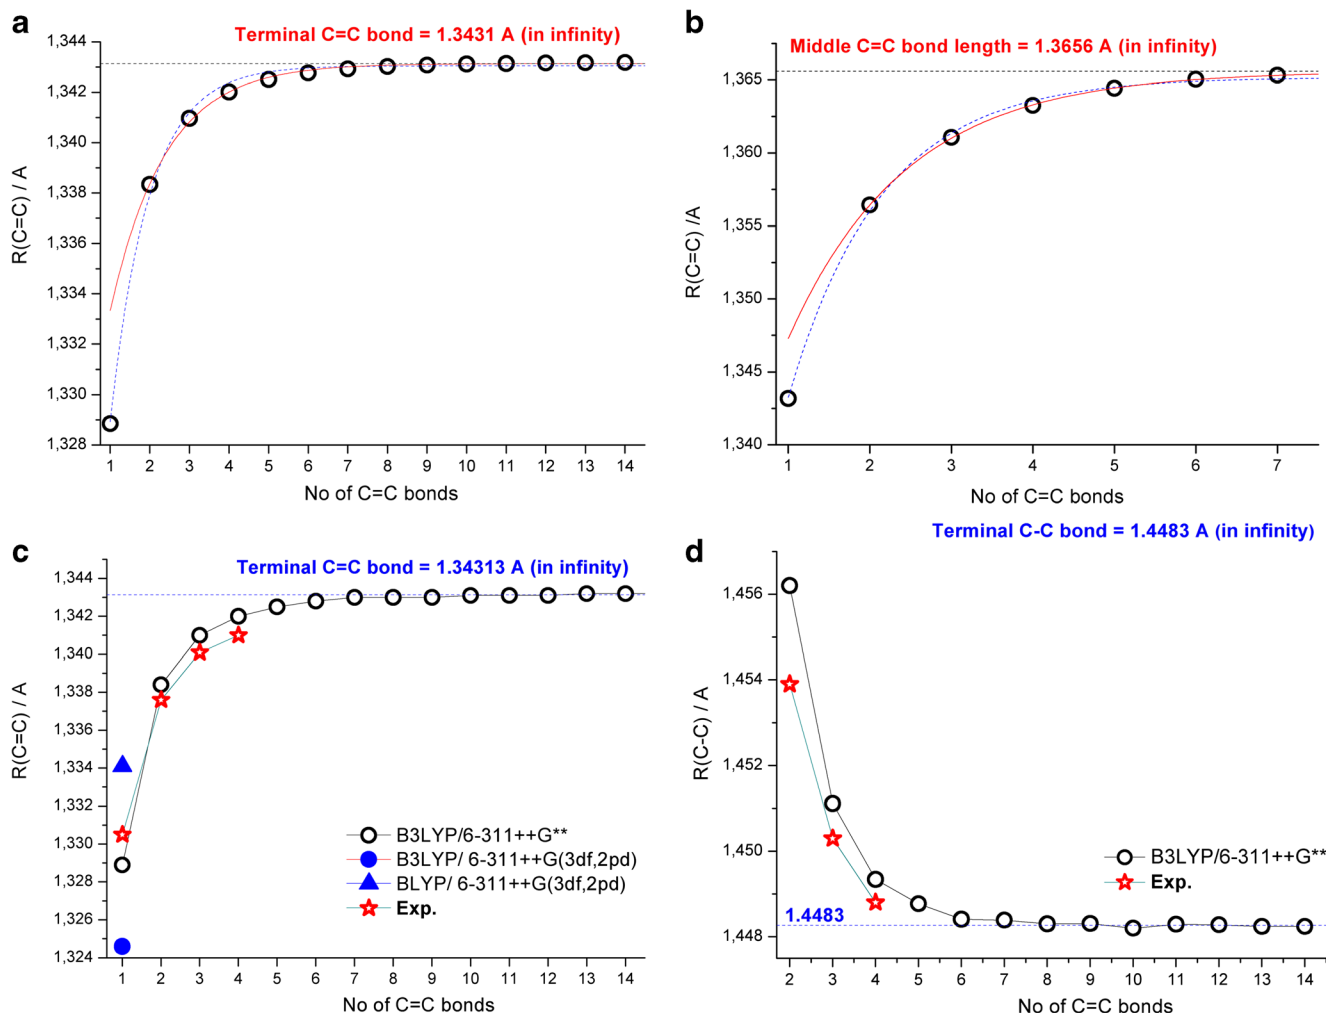 a
Terminal C=C bond = 1.3431 A (in infinity)
1,344
1,342
1,340
1,338
1,336
1,334
1,332
1,330
1,328
R(C=C) / A
1 2 3 4 5 6 7 8 9 10 11 12 13 14
No of C=C bonds
b
Middle C=C bond length = 1.3656 A (in infinity)
1,365
1,360
1,355
1,350
1,345
1,340
R(C=C) /A
1 2 3 4 5 6 7
No of C=C bonds
c
Terminal C=C bond = 1.34313 A (in infinity)
1,344
1,342
1,340
1,338
1,336
1,334
1,332
1,330
1,328
1,326
1,324
R(C=C) / A
B3LYP/6-311++G**
B3LYP/ 6-311++G(3df,2pd)
BLYP/ 6-311++G(3df,2pd)
Exp.
1 2 3 4 5 6 7 8 9 10 11 12 13 14
No of C=C bonds
d
Terminal C-C bond = 1.4483 A (in infinity)
1,456
1,454
1,452
1,450
1,448
R(C-C) / A
B3LYP/6-311++G**
Exp.
1.4483
2 3 4 5 6 7 8 9 10 11 12 13 14
No of C=C bonds